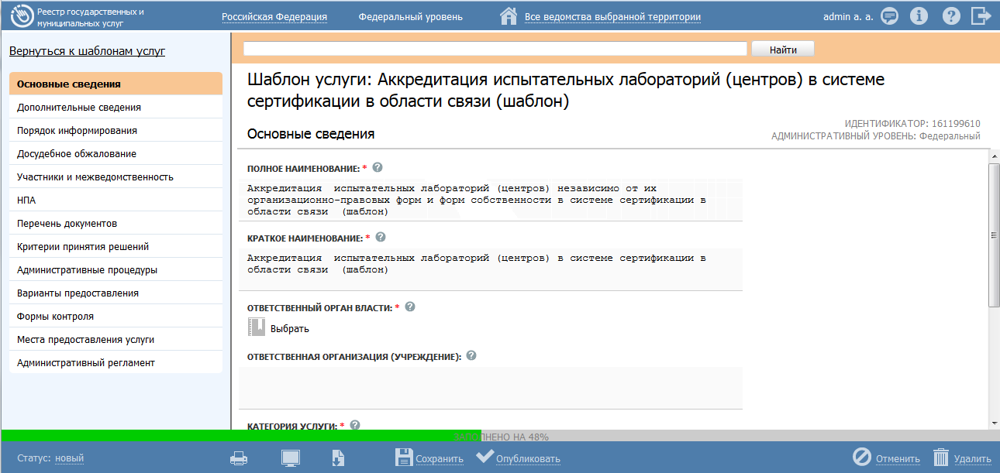 Реестр государственных и
муниципальных услуг
Российская Федерация
Федеральный уровень
Все ведомства выбранной территории
admin a. a.
Вернуться к шаблонам услуг
Найти
Основные сведения
Дополнительные сведения
Порядок информирования
Досудебное обжалование
Участники и межведомственность
НПА
Перечень документов
Критерии принятия решений
Административные процедуры
Варианты предоставления
Формы контроля
Места предоставления услуги
Административный регламент
Шаблон услуги: Аккредитация испытательных лабораторий (центров) в системе
сертификации в области связи (шаблон)
ИДЕНТИФИКАТОР: 161199610
АДМИНИСТРАТИВНЫЙ УРОВЕНЬ: Федеральный
Основные сведения
ПОЛНОЕ НАИМЕНОВАНИЕ: * ?
Аккредитация испытательных лабораторий (центров) независимо от их
организационно-правовых форм и форм собственности в системе сертификации в
области связи (шаблон)
КРАТКОЕ НАИМЕНОВАНИЕ: * ?
Аккредитация испытательных лабораторий (центров) в системе сертификации в
области связи (шаблон)
ОТВЕТСТВЕННЫЙ ОРГАН ВЛАСТИ: * ?
Выбрать
ОТВЕТСТВЕННАЯ ОРГАНИЗАЦИЯ (УЧРЕЖДЕНИЕ): ?
КАТЕГОРИЯ УСЛУГИ: * ?
ЗАПОЛНЕНО НА 48%
Статус: новый
Сохранить
Опубликовать
Отменить
Удалить